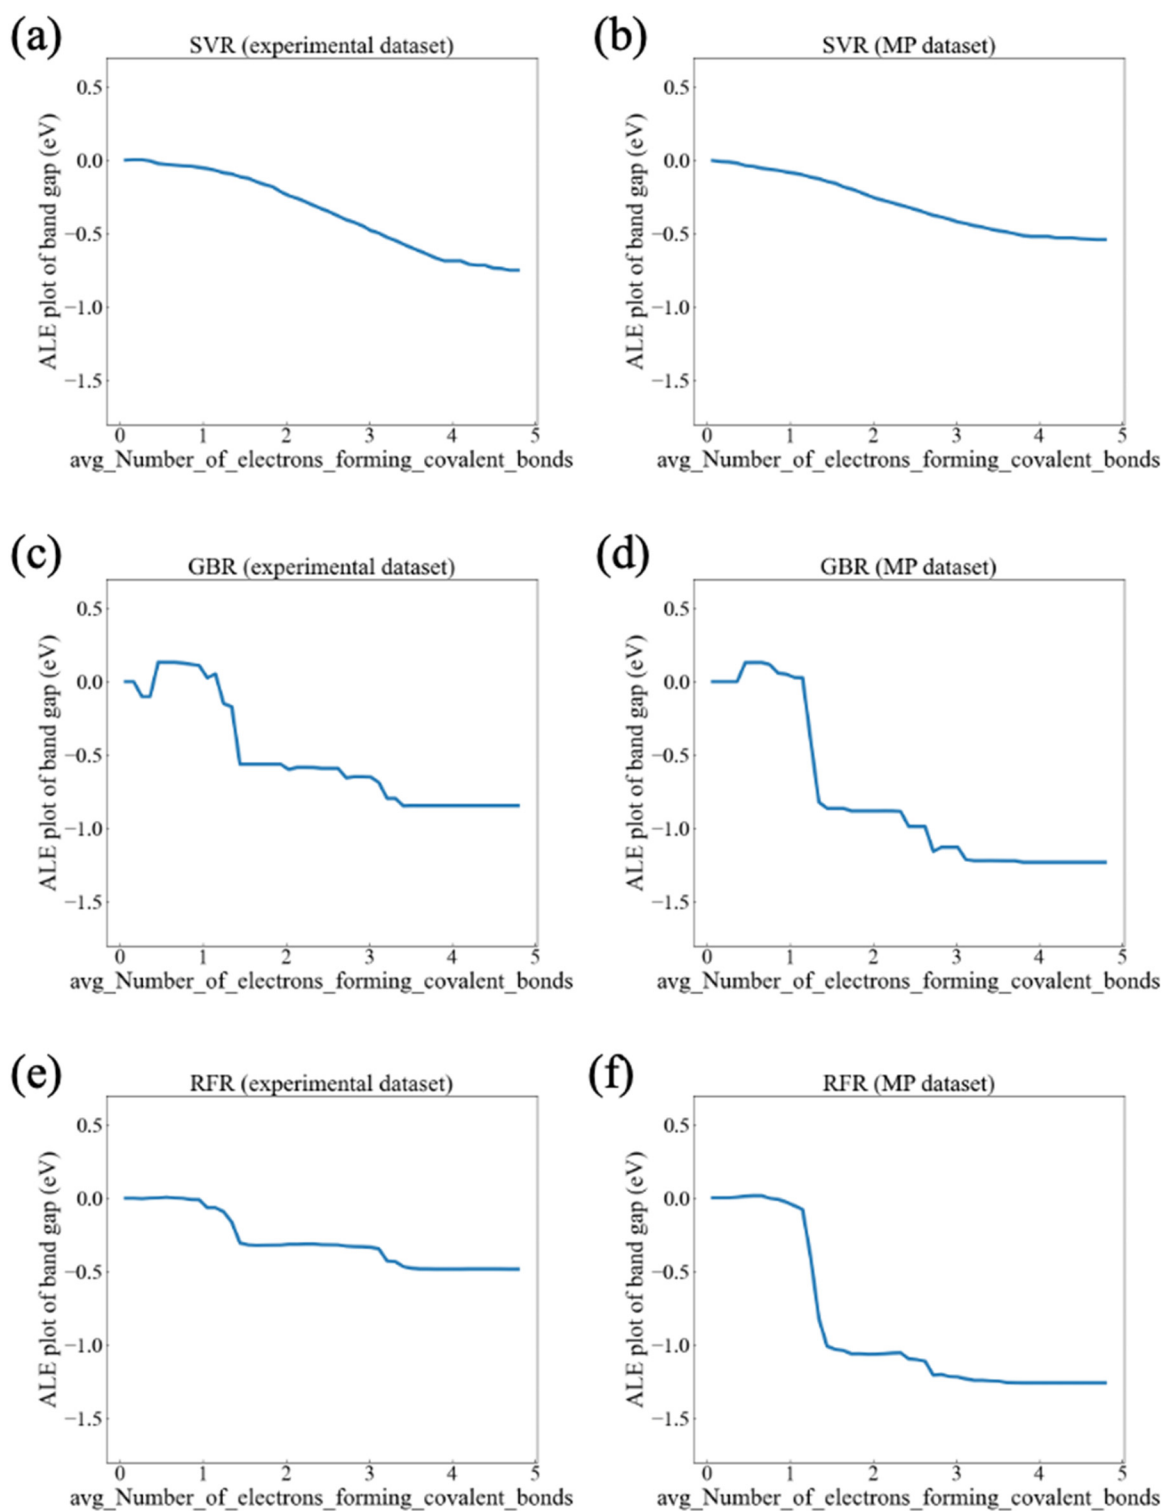 (a)
SVR (experimental dataset)
ALE plot of band gap (eV)
0.5
0.0
−0.5
−1.0
−1.5
0 1 2 3 4 5
avg_Number_of_electrons_forming_covalent_bonds
(b)
SVR (MP dataset)
ALE plot of band gap (eV)
0.5
0.0
−0.5
−1.0
−1.5
0 1 2 3 4 5
avg_Number_of_electrons_forming_covalent_bonds
(c)
GBR (experimental dataset)
ALE plot of band gap (eV)
0.5
0.0
−0.5
−1.0
−1.5
0 1 2 3 4 5
avg_Number_of_electrons_forming_covalent_bonds
(d)
GBR (MP dataset)
ALE plot of band gap (eV)
0.5
0.0
−0.5
−1.0
−1.5
0 1 2 3 4 5
avg_Number_of_electrons_forming_covalent_bonds
(e)
RFR (experimental dataset)
ALE plot of band gap (eV)
0.5
0.0
−0.5
−1.0
−1.5
0 1 2 3 4 5
avg_Number_of_electrons_forming_covalent_bonds
(f)
RFR (MP dataset)
ALE plot of band gap (eV)
0.5
0.0
−0.5
−1.0
−1.5
0 1 2 3 4 5
avg_Number_of_electrons_forming_covalent_bonds